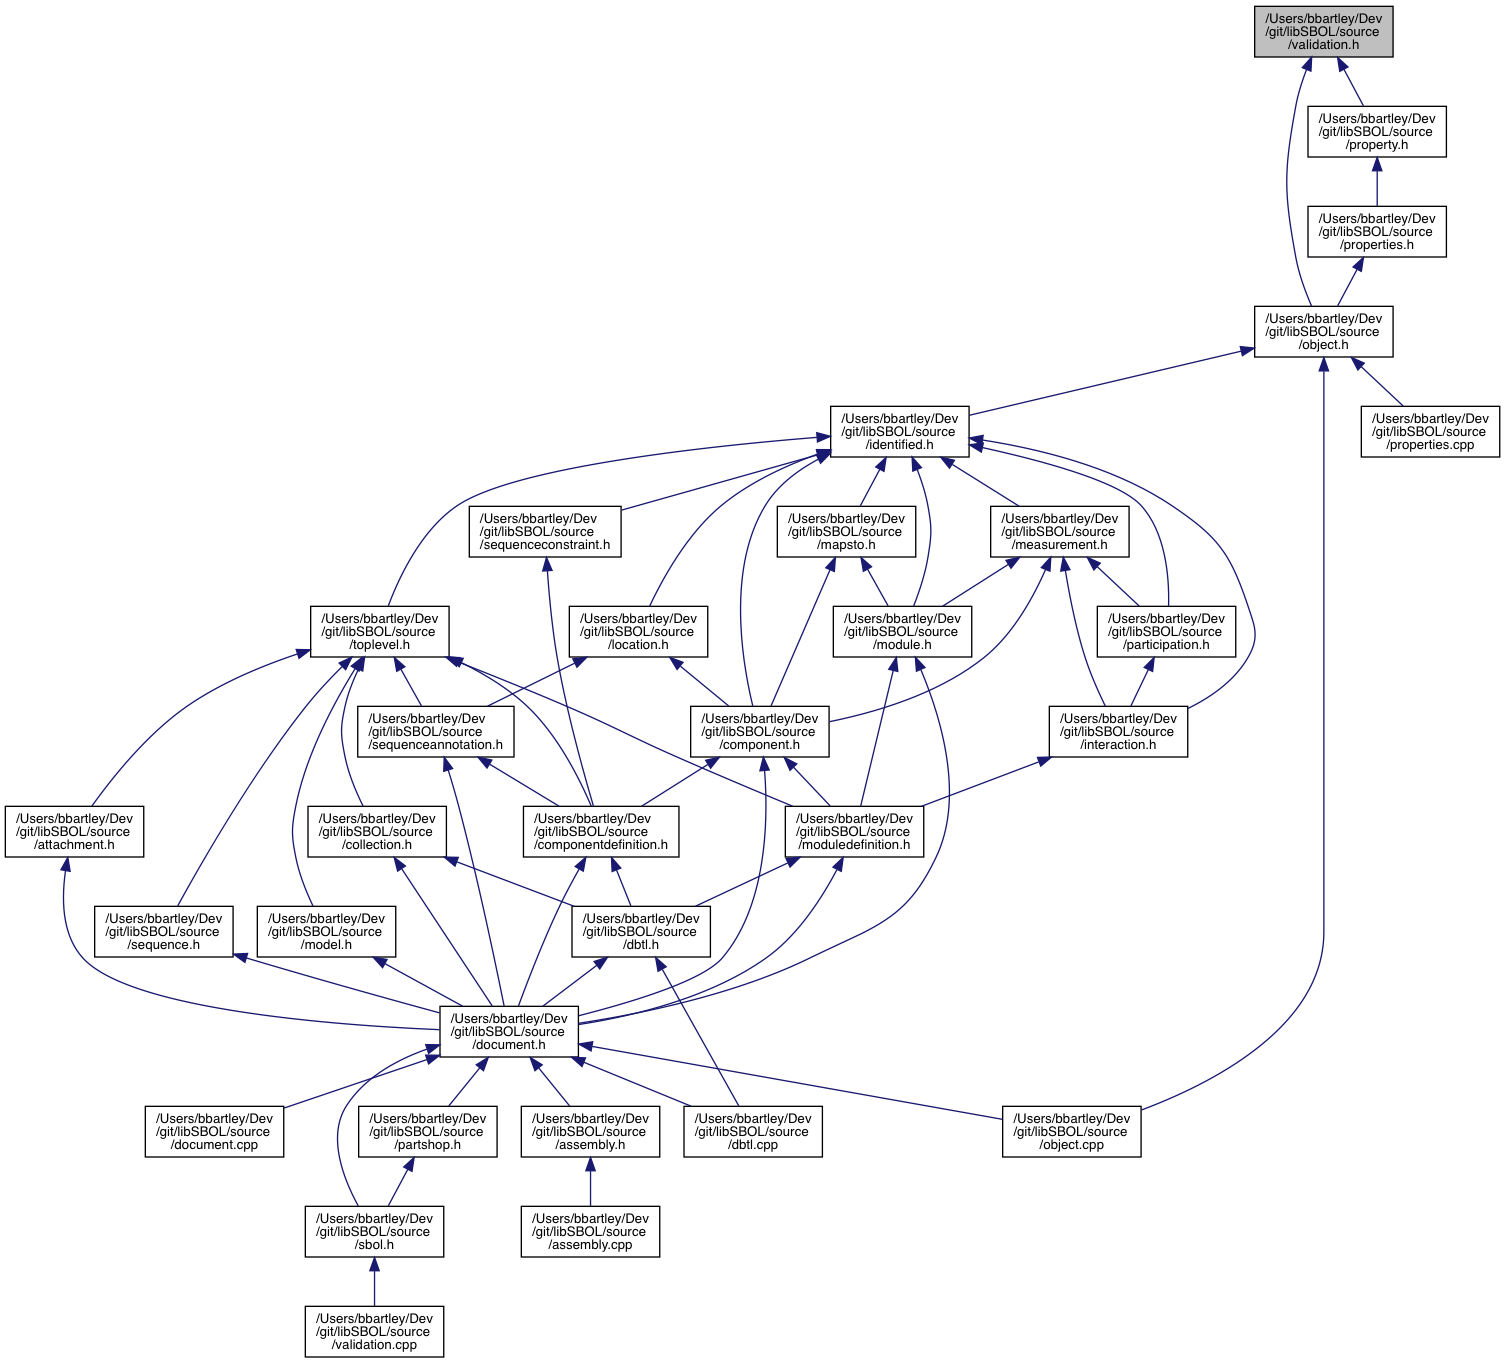 /Users/bbartley/Dev
/git/libSBOL/source
/validation.h
/Users/bbartley/Dev
/git/libSBOL/source
/property.h
/Users/bbartley/Dev
/git/libSBOL/source
/properties.h
/Users/bbartley/Dev
/git/libSBOL/source
/object.h
/Users/bbartley/Dev
/git/libSBOL/source
/identified.h
/Users/bbartley/Dev
/git/libSBOL/source
/properties.cpp
/Users/bbartley/Dev
/git/libSBOL/source
/sequenceconstraint.h
/Users/bbartley/Dev
/git/libSBOL/source
/mapsto.h
/Users/bbartley/Dev
/git/libSBOL/source
/measurement.h
/Users/bbartley/Dev
/git/libSBOL/source
/toplevel.h
/Users/bbartley/Dev
/git/libSBOL/source
/location.h
/Users/bbartley/Dev
/git/libSBOL/source
/module.h
/Users/bbartley/Dev
/git/libSBOL/source
/participation.h
/Users/bbartley/Dev
/git/libSBOL/source
/sequenceannotation.h
/Users/bbartley/Dev
/git/libSBOL/source
/component.h
/Users/bbartley/Dev
/git/libSBOL/source
/interaction.h
/Users/bbartley/Dev
/git/libSBOL/source
/attachment.h
/Users/bbartley/Dev
/git/libSBOL/source
/collection.h
/Users/bbartley/Dev
/git/libSBOL/source
/componentdefinition.h
/Users/bbartley/Dev
/git/libSBOL/source
/moduledefinition.h
/Users/bbartley/Dev
/git/libSBOL/source
/sequence.h
/Users/bbartley/Dev
/git/libSBOL/source
/model.h
/Users/bbartley/Dev
/git/libSBOL/source
/dbtl.h
/Users/bbartley/Dev
/git/libSBOL/source
/document.h
/Users/bbartley/Dev
/git/libSBOL/source
/document.cpp
/Users/bbartley/Dev
/git/libSBOL/source
/partshop.h
/Users/bbartley/Dev
/git/libSBOL/source
/assembly.h
/Users/bbartley/Dev
/git/libSBOL/source
/dbtl.cpp
/Users/bbartley/Dev
/git/libSBOL/source
/object.cpp
/Users/bbartley/Dev
/git/libSBOL/source
/sbol.h
/Users/bbartley/Dev
/git/libSBOL/source
/assembly.cpp
/Users/bbartley/Dev
/git/libSBOL/source
/validation.cpp